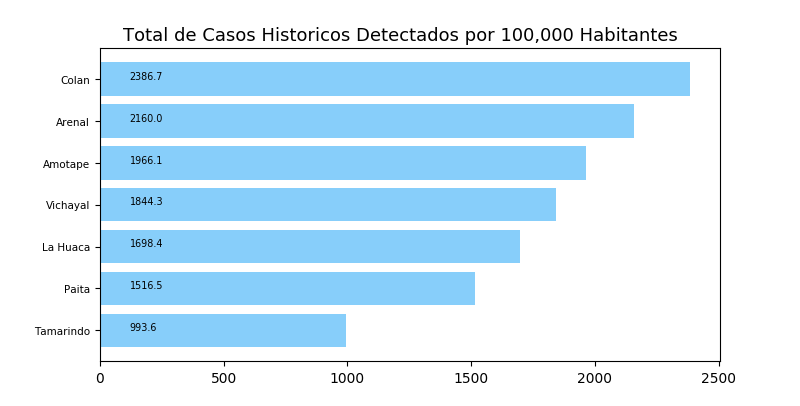 Total de Casos Historicos Detectados por 100,000 Habitantes
Colan 2386.7
Arenal 2160.0
Amotape 1966.1
Vichayal 1844.3
La Huaca 1698.4
Paita 1516.5
Tamarindo 993.6
0 500 1000 1500 2000 2500